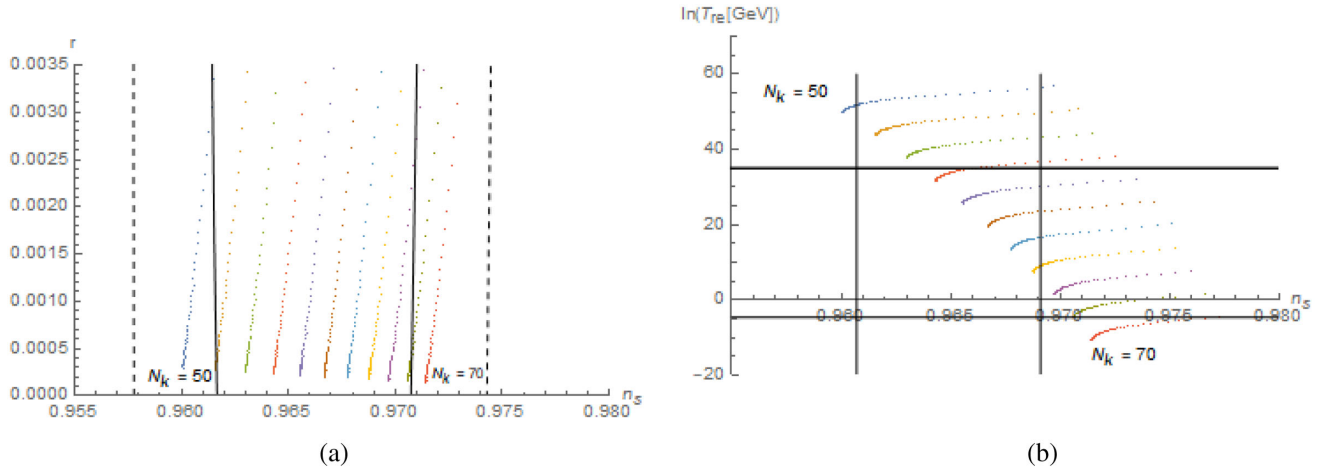 r
0.0035
0.0030
0.0025
0.0020
0.0015
0.0010
0.0005
0.0000
0.955
0.960
0.965
0.970
0.975
0.980
n_s
N_k = 50
N_k = 70
(a)
ln(T_re[GeV])
60
40
20
0
-20
0.960
0.965
0.970
0.975
0.980
n_s
N_k = 50
N_k = 70
(b)